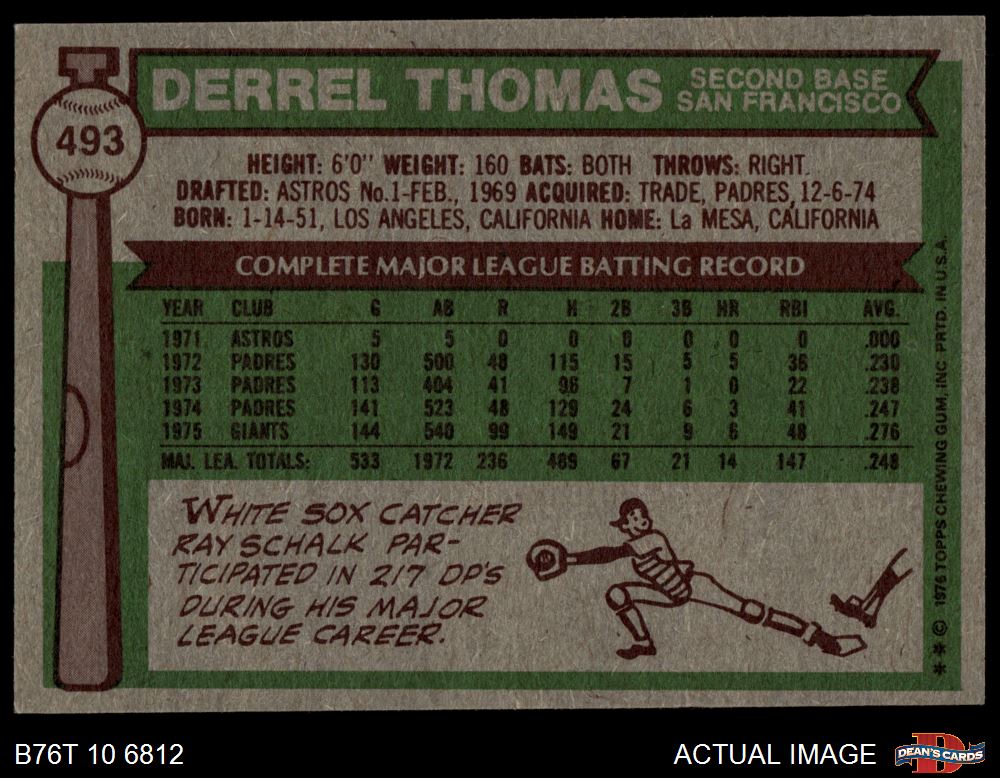 493
DERREL THOMAS
SECOND BASE
SAN FRANCISCO
HEIGHT: 6'0" WEIGHT: 160 BATS: BOTH THROWS: RIGHT
DRAFTED: ASTROS No.1-FEB., 1969 ACQUIRED: TRADE, PADRES, 12-6-74
BORN: 1-14-51, LOS ANGELES, CALIFORNIA HOME: La MESA, CALIFORNIA
COMPLETE MAJOR LEAGUE BATTING RECORD
YEAR CLUB G AB R H 2B 3B HR RBI AVG.
1971 ASTROS 5 5 0 0 0 0 0 0 .000
1972 PADRES 130 500 48 115 15 5 5 36 .230
1973 PADRES 113 404 41 96 7 1 0 22 .238
1974 PADRES 141 523 48 129 24 6 3 41 .247
1975 GIANTS 144 540 99 149 21 9 6 48 .276
MAJ. LEA. TOTALS: 533 1972 236 489 67 21 14 147 .248
WHITE SOX CATCHER
RAY SCHALK PAR-
TICIPATED IN 217 DP'S
DURING HIS MAJOR
LEAGUE CAREER.
** © 1976 TOPPS CHEWING GUM, INC. PRTD. IN U.S.A.
B76T 10 6812
ACTUAL IMAGE
DEAN'S CARDS